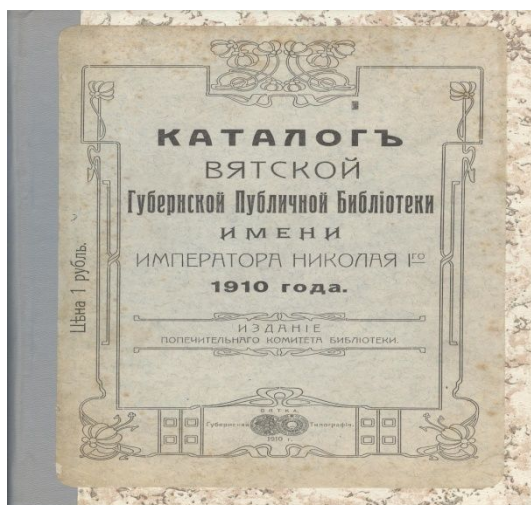 КАТАЛОГЪ
ВЯТСКОЙ
Губернской Публичной Библіотеки
ИМЕНИ
ИМПЕРАТОРА НИКОЛАЯ Iго
1910 года.
ИЗДАНІЕ
ПОПЕЧИТЕЛЬНАГО КОМИТЕТА БИБЛІОТЕКИ.
Цѣна 1 рубль.
ВЯТКА.
Губернская Типографія.
1910 г.